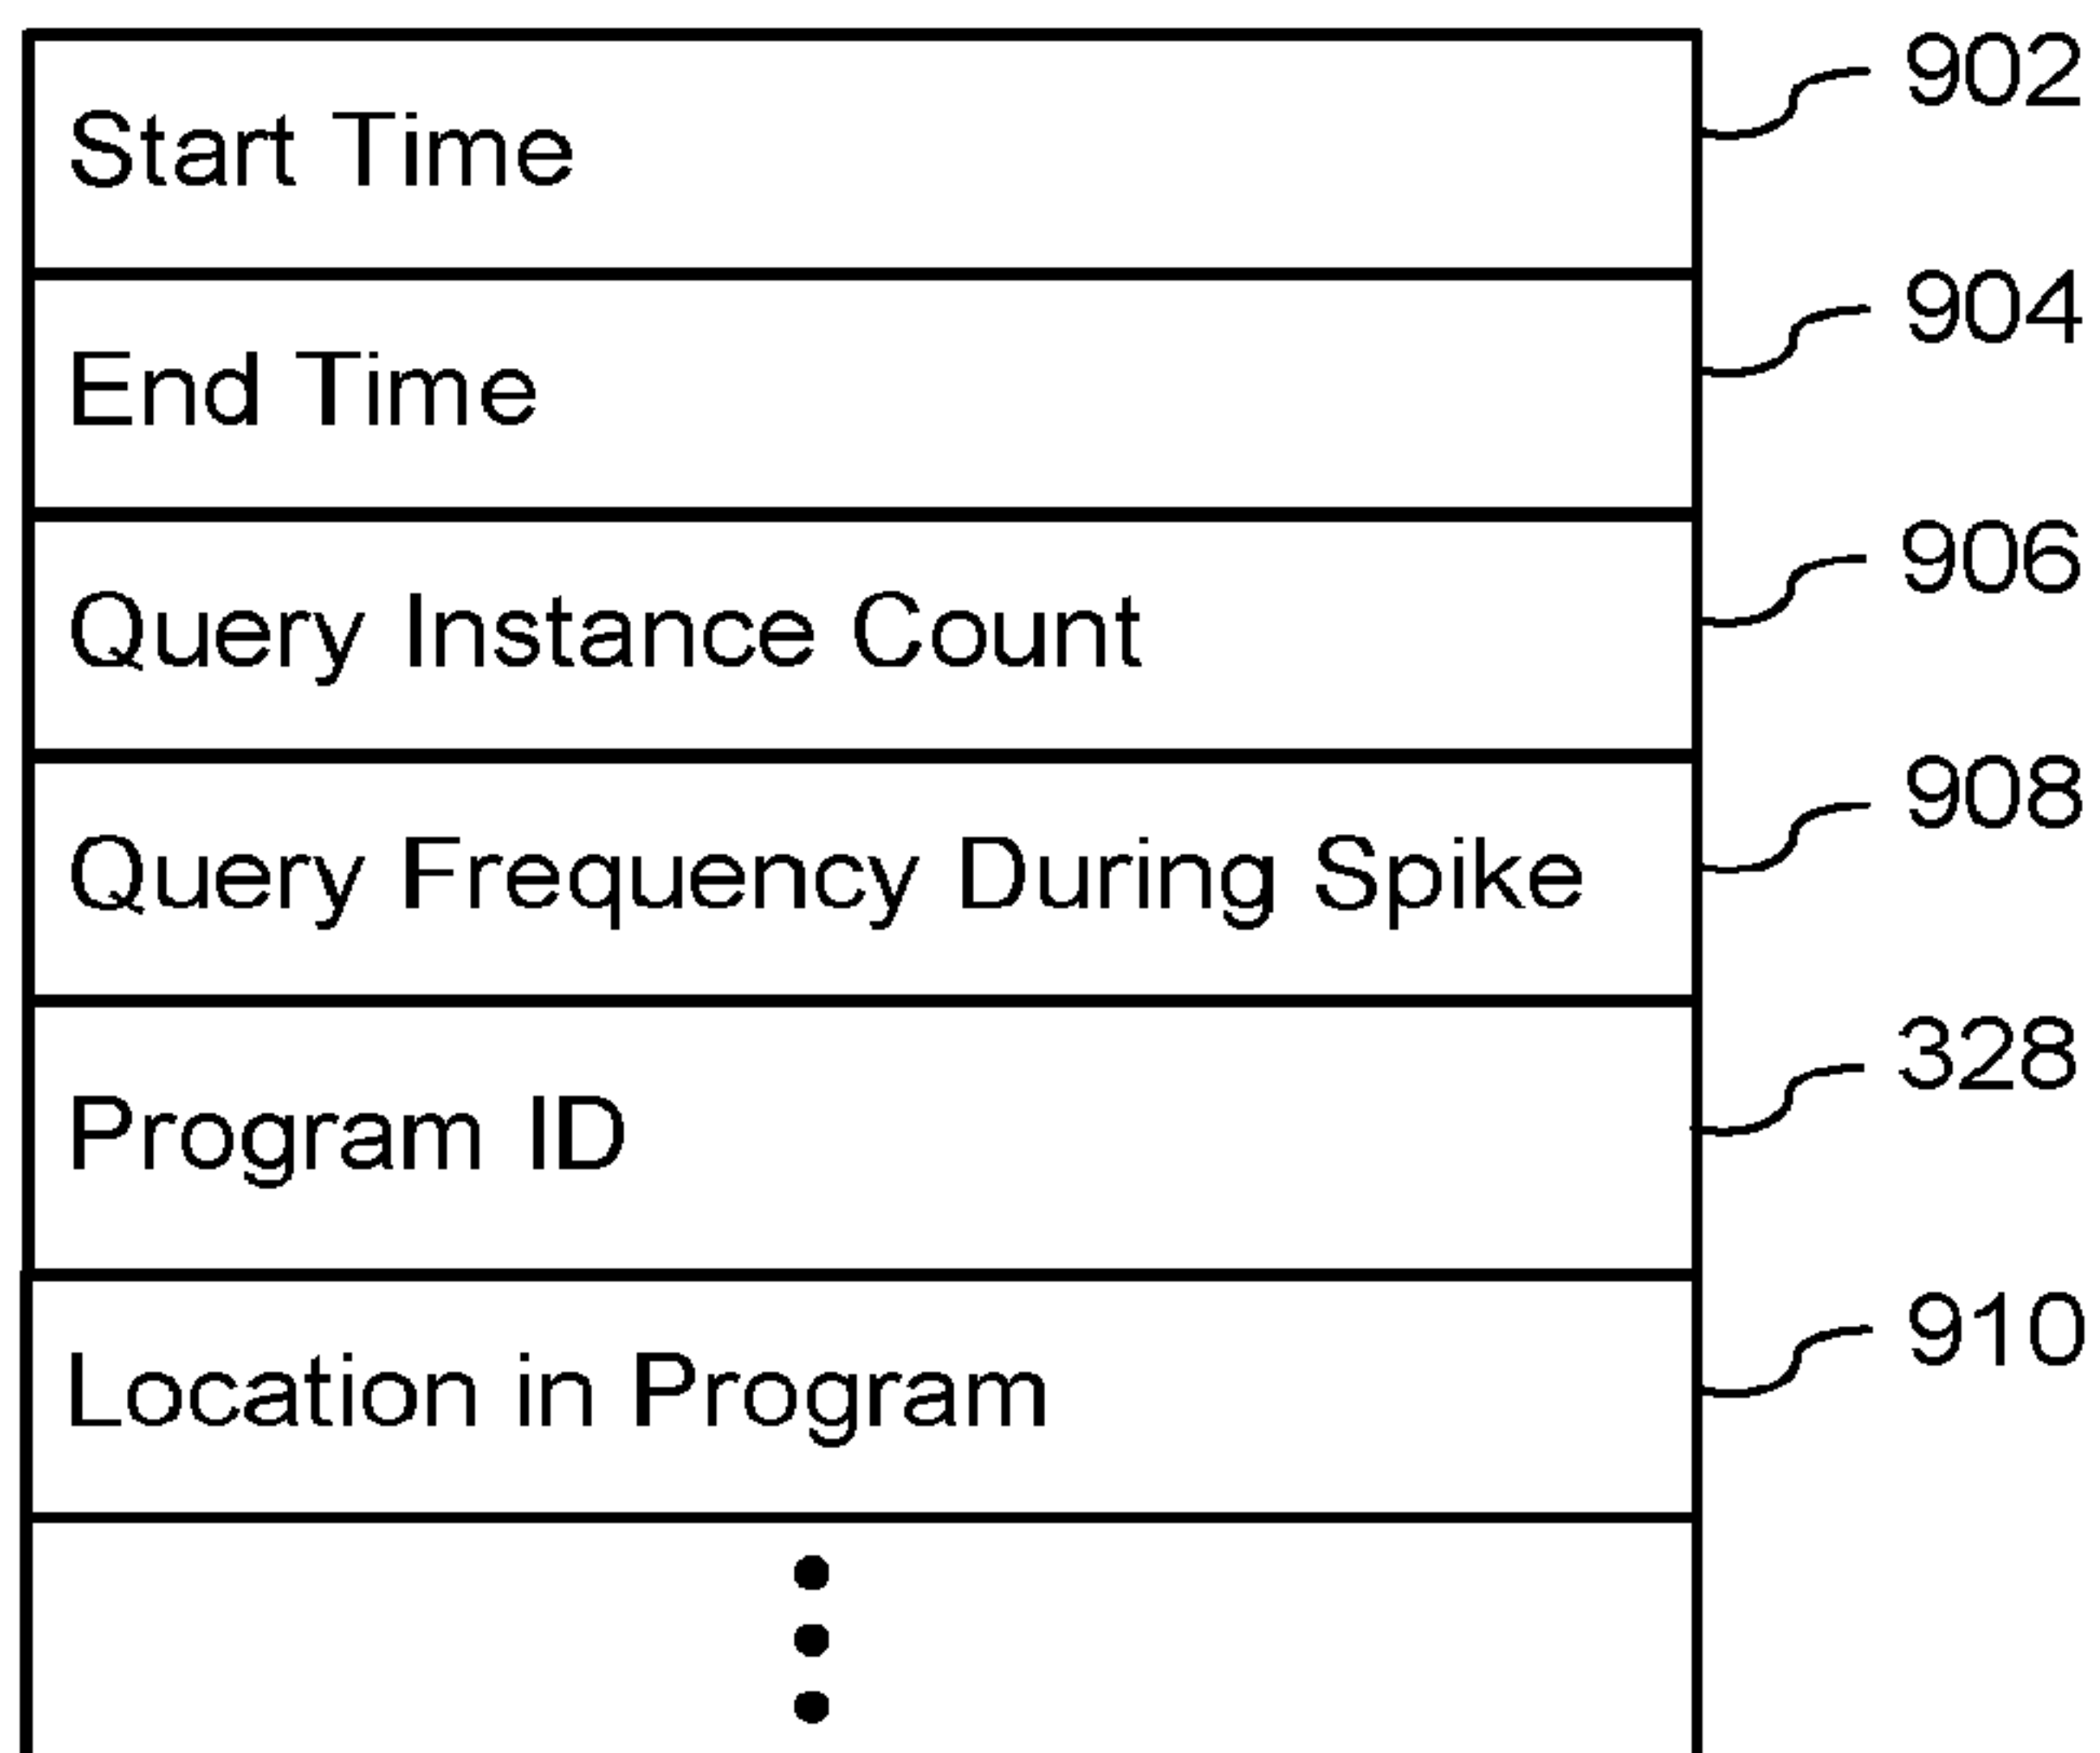 Start Time 902
End Time 904
Query Instance Count 906
Query Frequency During Spike 908
Program ID 328
Location in Program 910